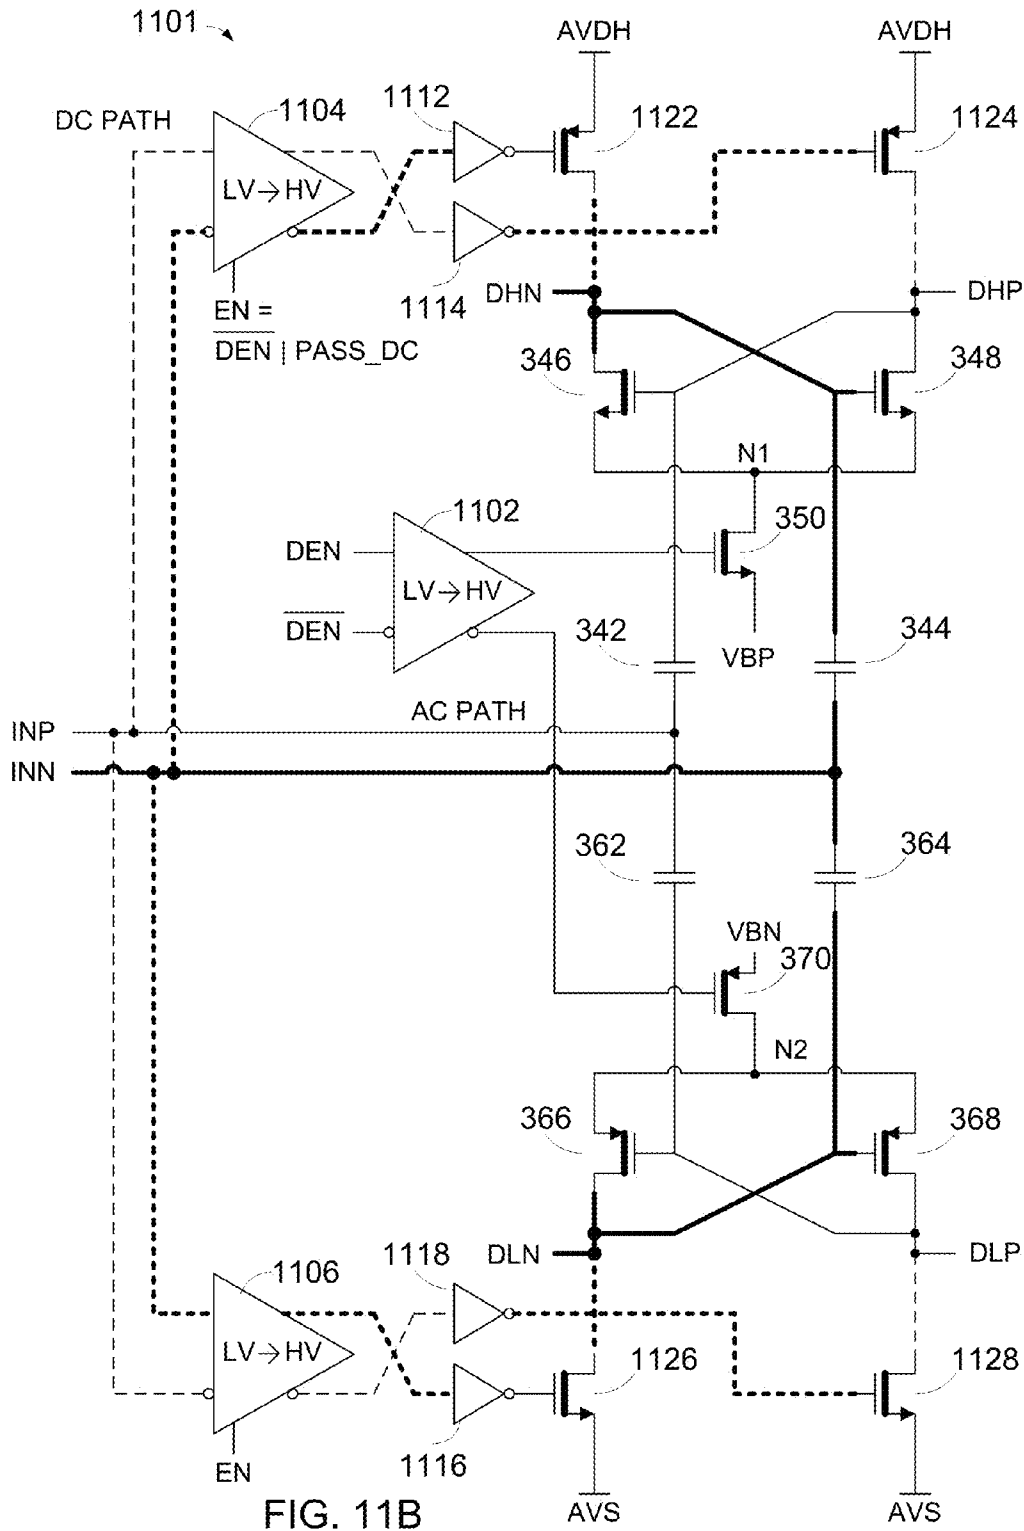 1101
AVDH
AVDH
DC PATH
1104
1112
1122
1124
LV→HV
1114
EN =
DEN | PASS_DC
DHN
DHP
346
348
N1
1102
350
DEN
LV→HV
DEN
342
344
VBP
INP
AC PATH
INN
362
364
VBN
370
N2
366
368
DLN
DLP
1106
1118
LV→HV
1126
1128
1116
EN
FIG. 11B
AVS
AVS